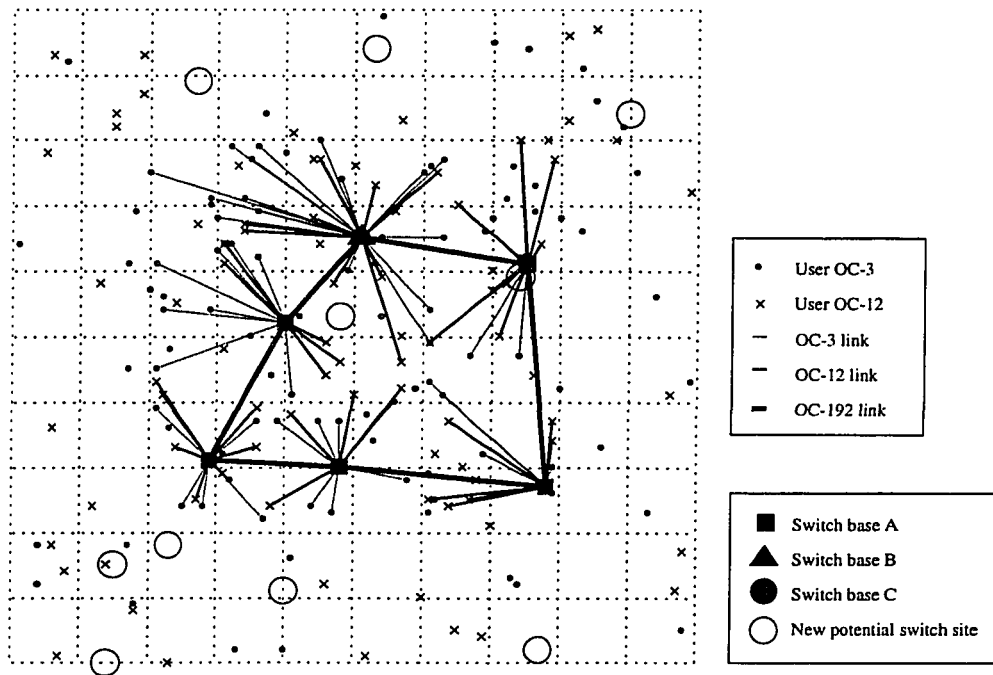 User OC-3
User OC-12
OC-3 link
OC-12 link
OC-192 link
Switch base A
Switch base B
Switch base C
New potential switch site